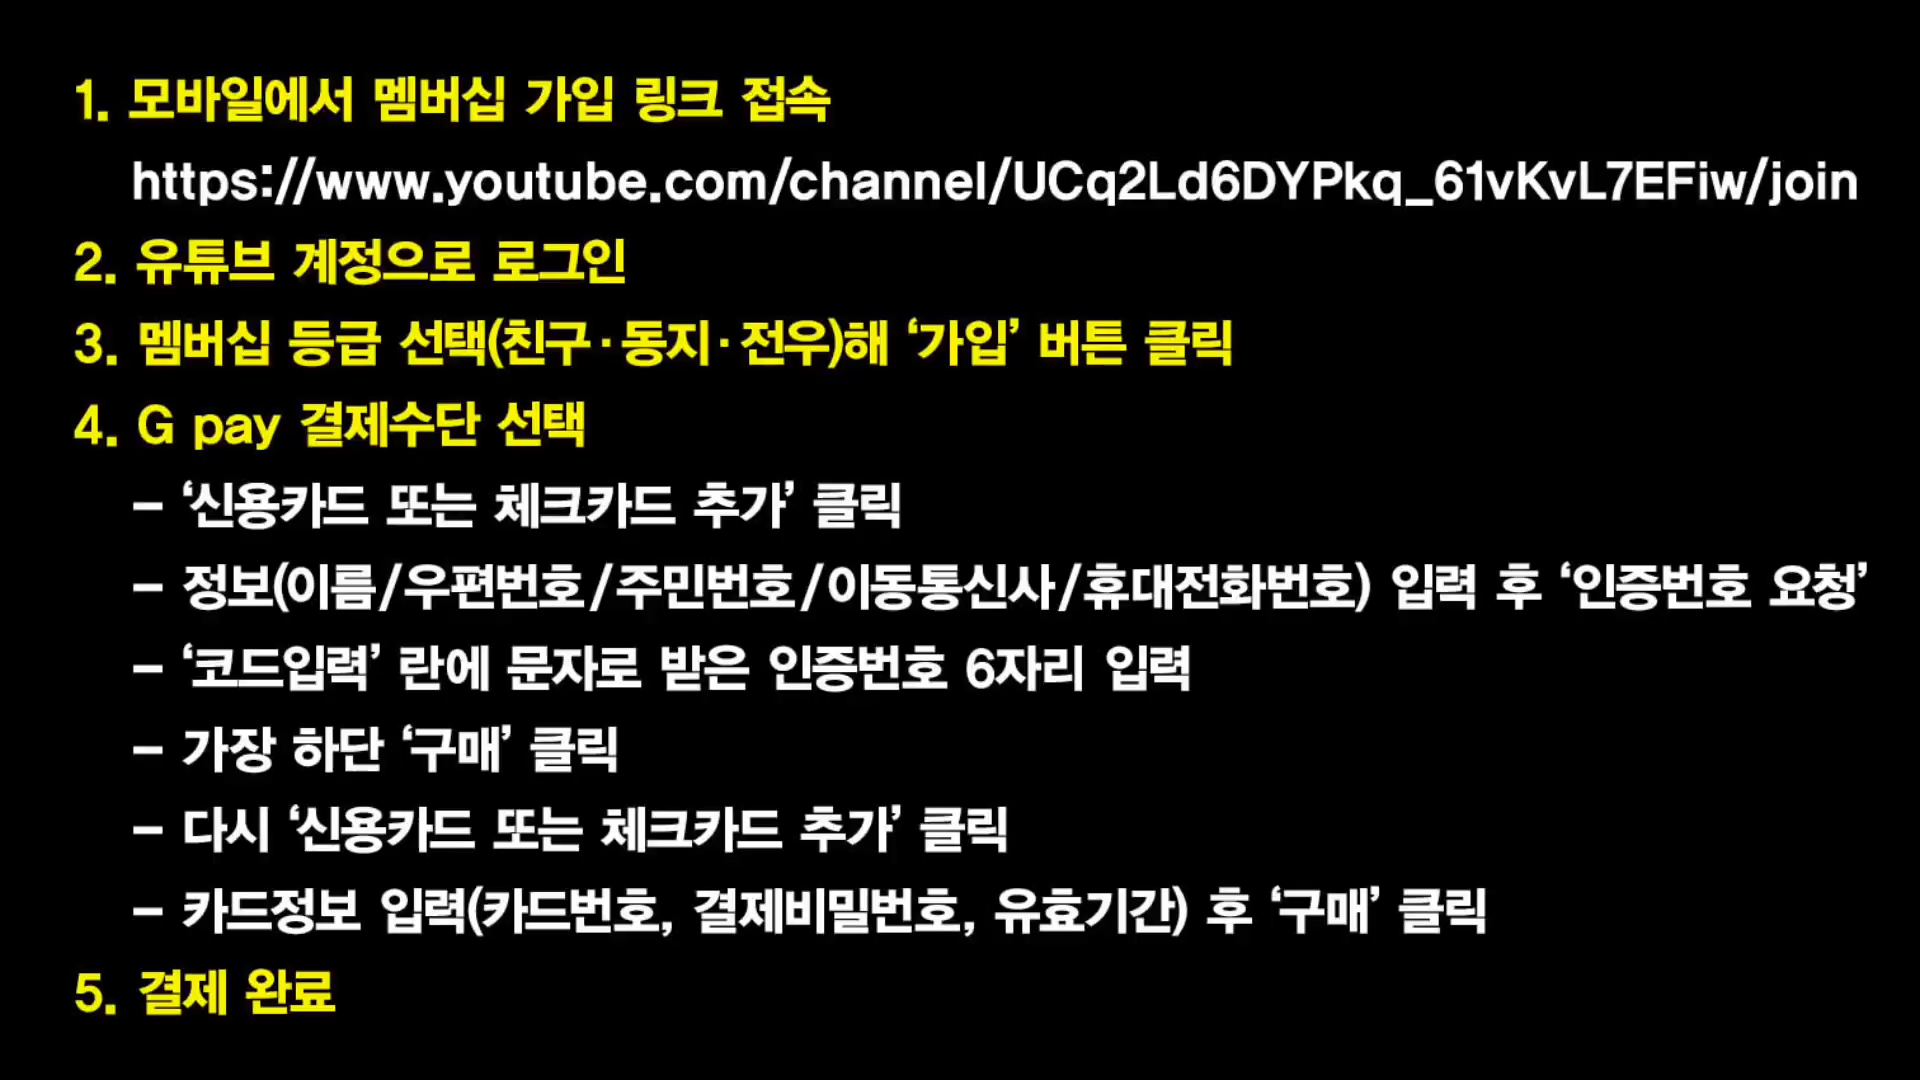 1. 모바일에서 멤버십 가입 링크 접속
https://www.youtube.com/channel/UCq2Ld6DYPkq_61vKvL7EFiw/join
2. 유튜브 계정으로 로그인
3. 멤버십 등급 선택(친구·동지·전우)해 ‘가입’ 버튼 클릭
4. G pay 결제수단 선택
– ‘신용카드 또는 체크카드 추가’ 클릭
– 정보(이름/우편번호/주민번호/이동통신사/휴대전화번호) 입력 후 ‘인증번호 요청’
– ‘코드입력’ 란에 문자로 받은 인증번호 6자리 입력
– 가장 하단 ‘구매’ 클릭
– 다시 ‘신용카드 또는 체크카드 추가’ 클릭
– 카드정보 입력(카드번호, 결제비밀번호, 유효기간) 후 ‘구매’ 클릭
5. 결제 완료